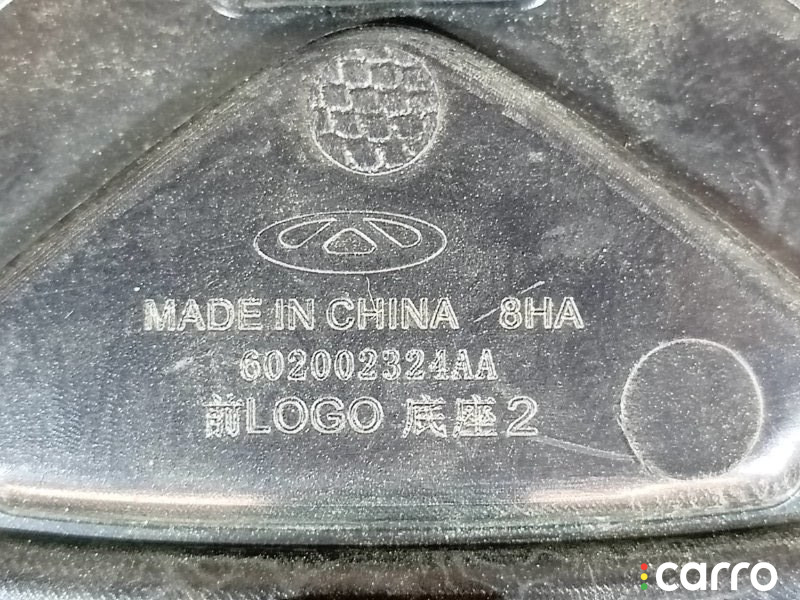 MADE IN CHINA 8HA
602002324AA
前LOGO 底座2
carro